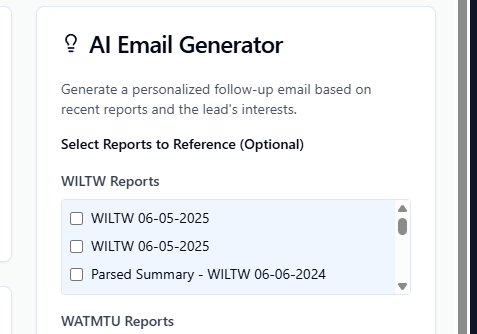 AI Email Generator
Generate a personalized follow-up email based on
recent reports and the lead's interests.
Select Reports to Reference (Optional)
WILTW Reports
WILTW 06-05-2025
WILTW 06-05-2025
Parsed Summary - WILTW 06-06-2024
WATMTU Reports